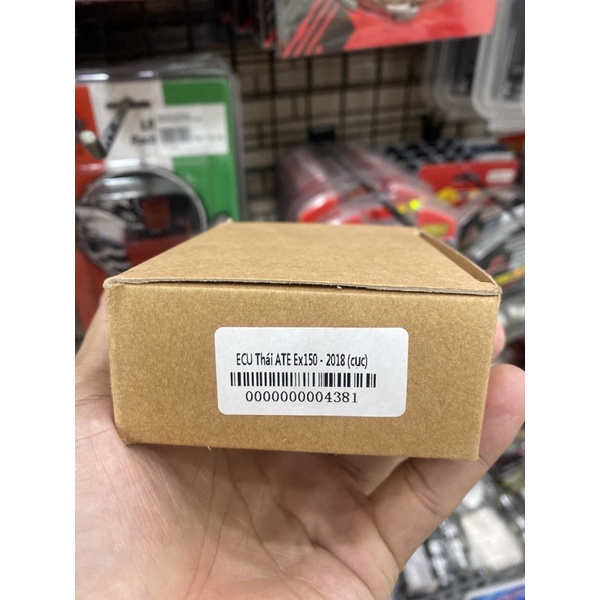 ECU Thái ATE Ex150 - 2018 (cục)
0000000004381